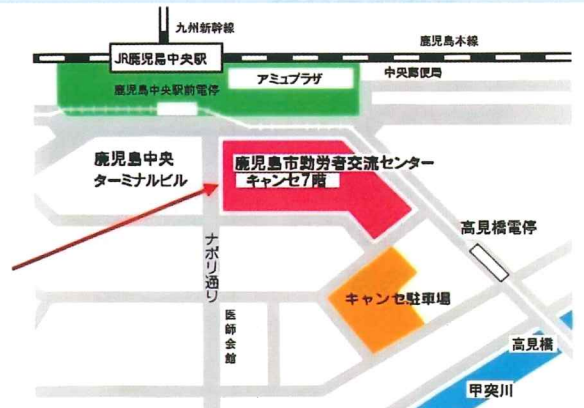 九州新幹線
JR鹿児島中央駅
鹿児島本線
アミュプラザ
中央郵便局
鹿児島中央駅前電停
鹿児島中央
ターミナルビル
鹿児島市勤労者交流センター
キャンセ7階
高見橋電停
ナポリ通り
キャンセ駐車場
医師会館
高見橋
甲突川